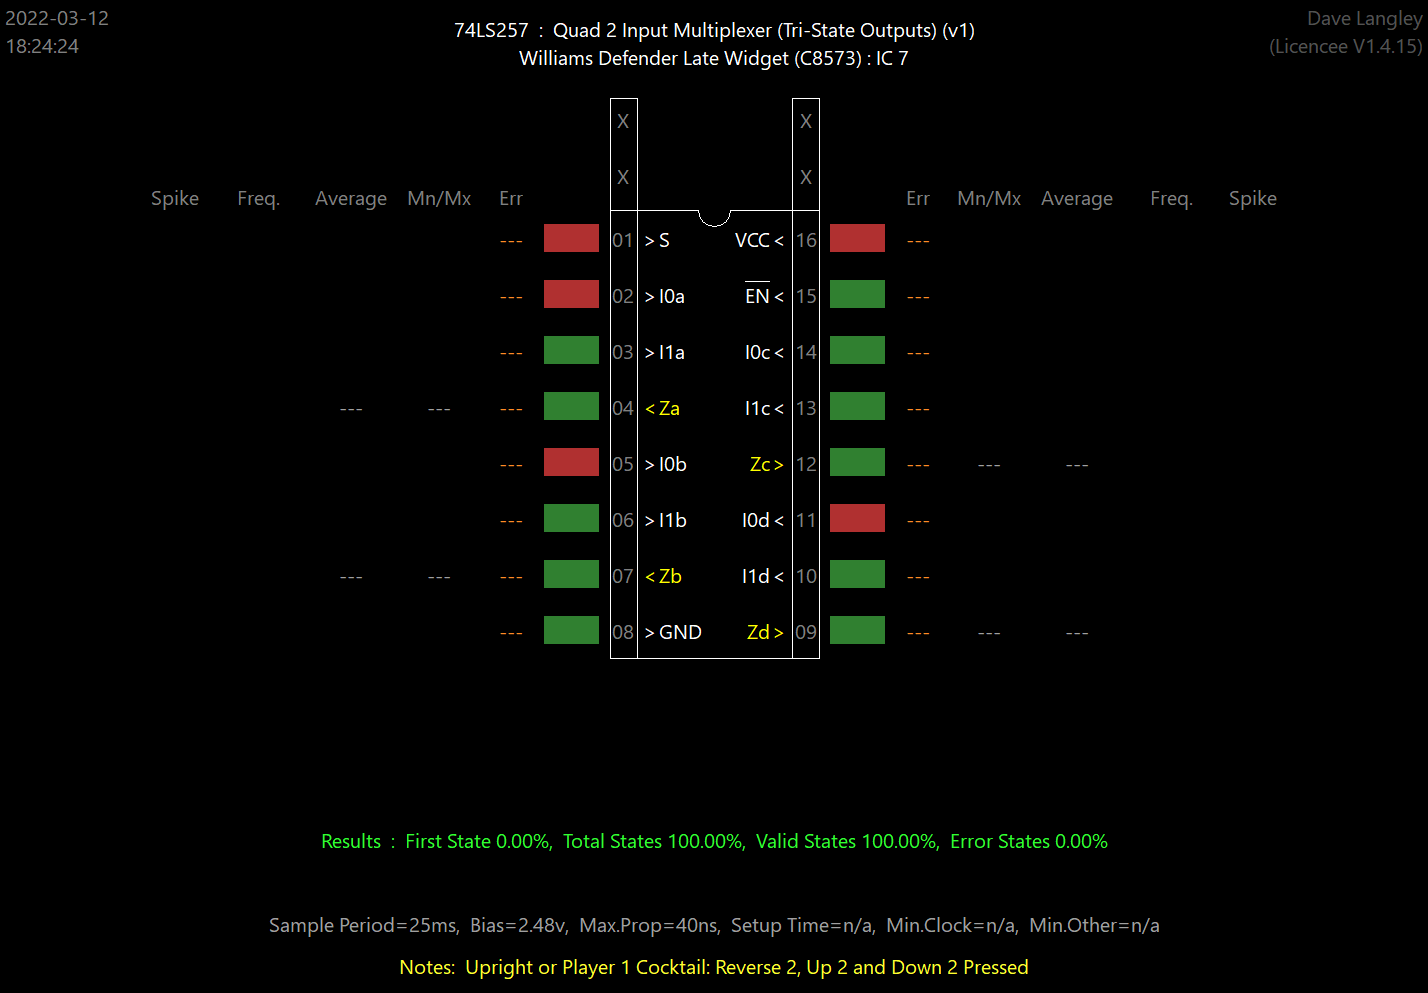 2022-03-12
18:24:24
74LS257 : Quad 2 Input Multiplexer (Tri-State Outputs) (v1)
Williams Defender Late Widget (C8573) : IC 7
Dave Langley
(Licencee V1.4.15)
X X
X X
Spike Freq. Average Mn/Mx Err Err Mn/Mx Average Freq. Spike
--- 01 > S VCC < 16 ---
--- 02 > I0a EN < 15 ---
--- 03 > I1a I0c < 14 ---
--- --- --- 04 < Za I1c < 13 ---
--- 05 > I0b Zc > 12 --- --- ---
--- 06 > I1b I0d < 11 ---
--- --- --- 07 < Zb I1d < 10 ---
--- 08 > GND Zd > 09 --- --- ---
Results : First State 0.00%, Total States 100.00%, Valid States 100.00%, Error States 0.00%
Sample Period=25ms, Bias=2.48v, Max.Prop=40ns, Setup Time=n/a, Min.Clock=n/a, Min.Other=n/a
Notes: Upright or Player 1 Cocktail: Reverse 2, Up 2 and Down 2 Pressed